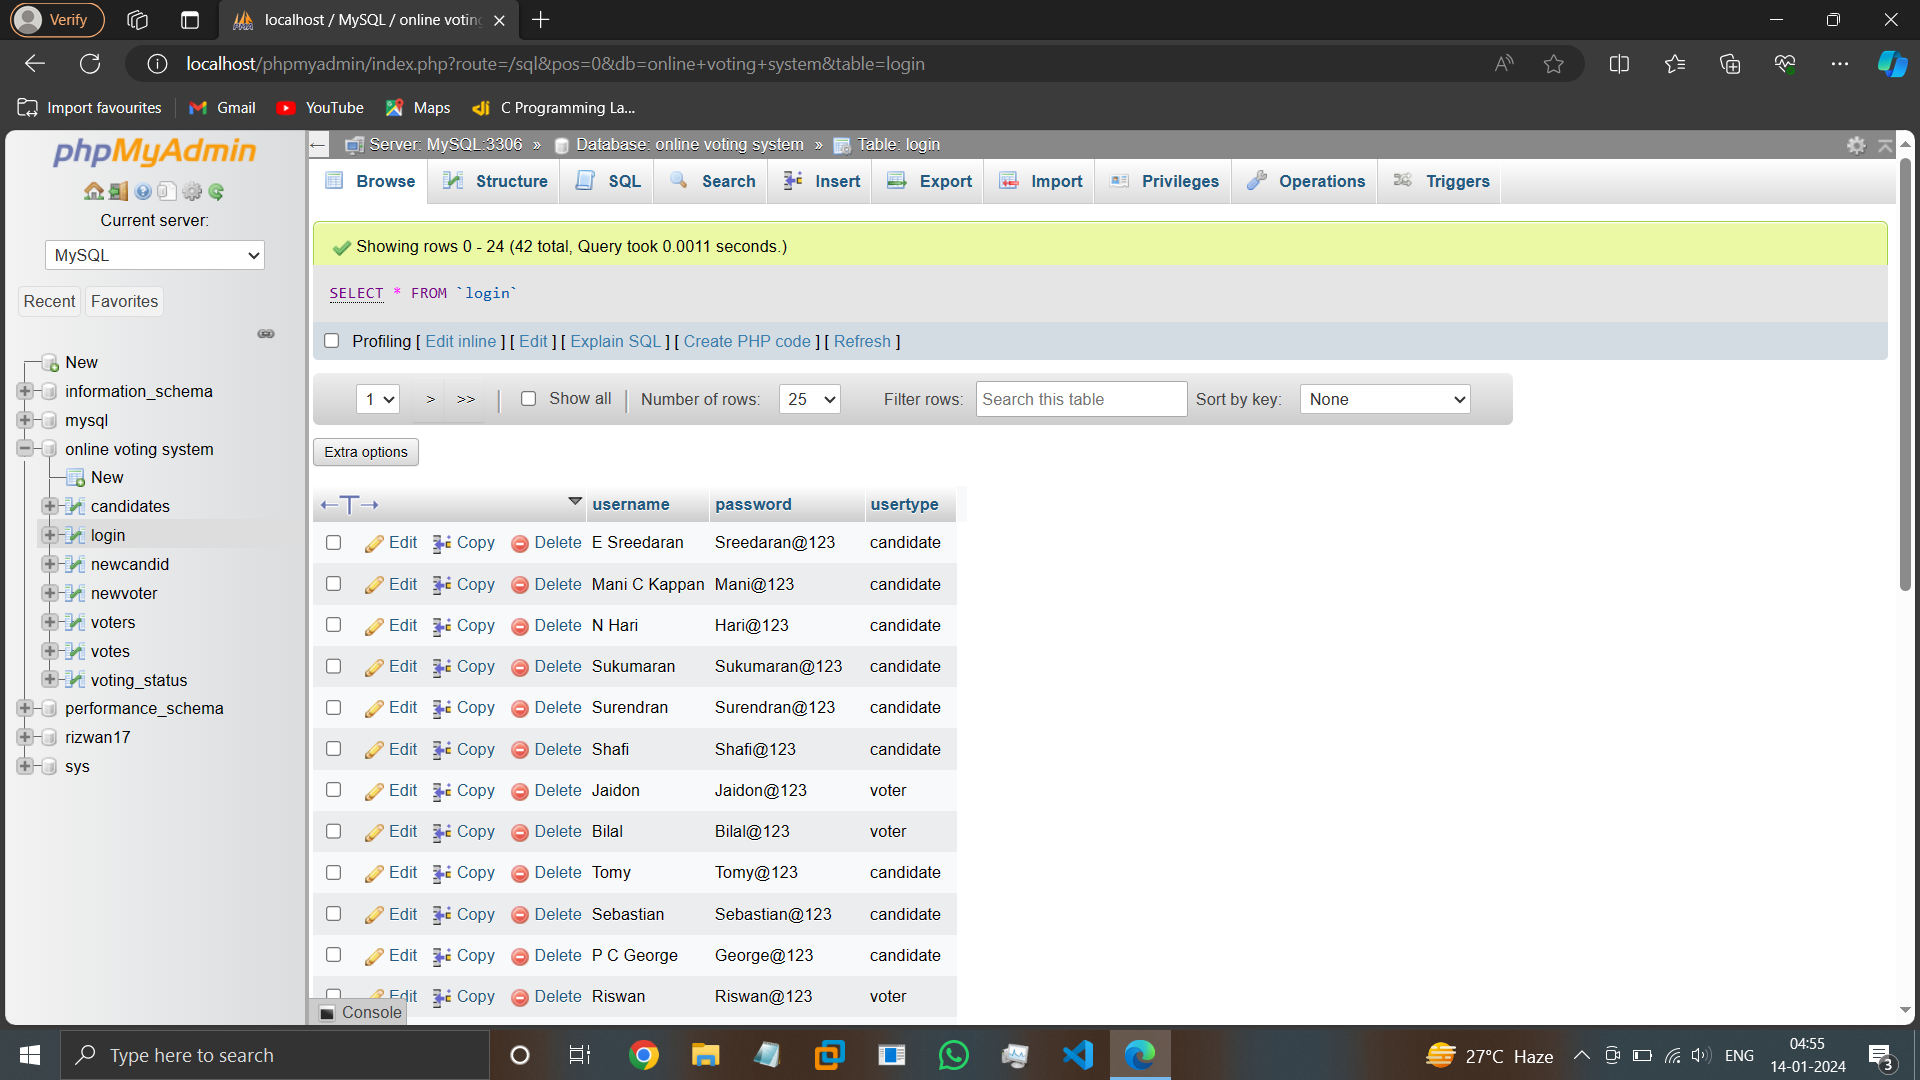 Verify
localhost / MySQL / online voting
localhost/phpmyadmin/index.php?route=/sql&pos=0&db=online+voting+system&table=login
Import favourites
Gmail
YouTube
Maps
C Programming La...
phpMyAdmin
Current server:
MySQL
Recent
Favorites
New
information_schema
mysql
online voting system
New
candidates
login
newcandid
newvoter
voters
votes
voting_status
performance_schema
rizwan17
sys
Server: MySQL:3306 » Database: online voting system » Table: login
Browse Structure SQL Search Insert Export Import Privileges Operations Triggers
Showing rows 0 - 24 (42 total, Query took 0.0011 seconds.)
SELECT * FROM `login`
Profiling [ Edit inline ] [ Edit ] [ Explain SQL ] [ Create PHP code ] [ Refresh ]
1 > >> | Show all | Number of rows: 25 Filter rows: Search this table Sort by key: None
Extra options
←T→ username password usertype
Edit Copy Delete E Sreedaran Sreedaran@123 candidate
Edit Copy Delete Mani C Kappan Mani@123 candidate
Edit Copy Delete N Hari Hari@123 candidate
Edit Copy Delete Sukumaran Sukumaran@123 candidate
Edit Copy Delete Surendran Surendran@123 candidate
Edit Copy Delete Shafi Shafi@123 candidate
Edit Copy Delete Jaidon Jaidon@123 voter
Edit Copy Delete Bilal Bilal@123 voter
Edit Copy Delete Tomy Tomy@123 candidate
Edit Copy Delete Sebastian Sebastian@123 candidate
Edit Copy Delete P C George George@123 candidate
Edit Copy Delete Riswan Riswan@123 voter
Console
Type here to search
27°C Haze
ENG
04:55
14-01-2024
3